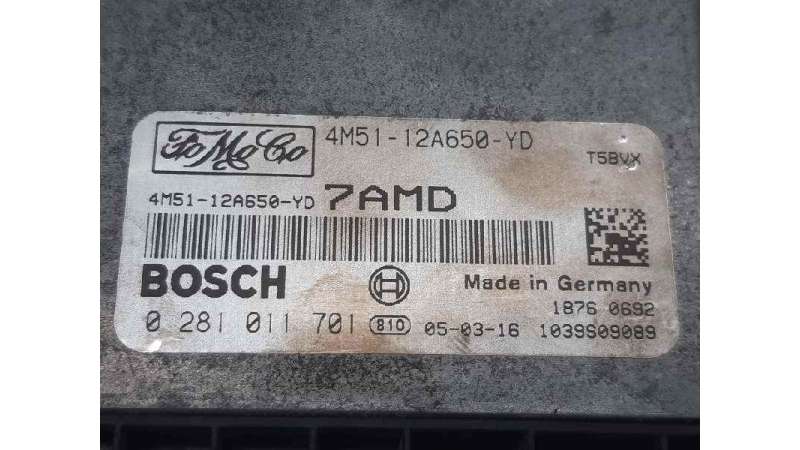 FoMoCo
4M51-12A650-YD
T5BVX
4M51-12A650-YD 7AMD
BOSCH
Made in Germany
1876 0692
0 281 011 701 810 05-03-16 1039S09089